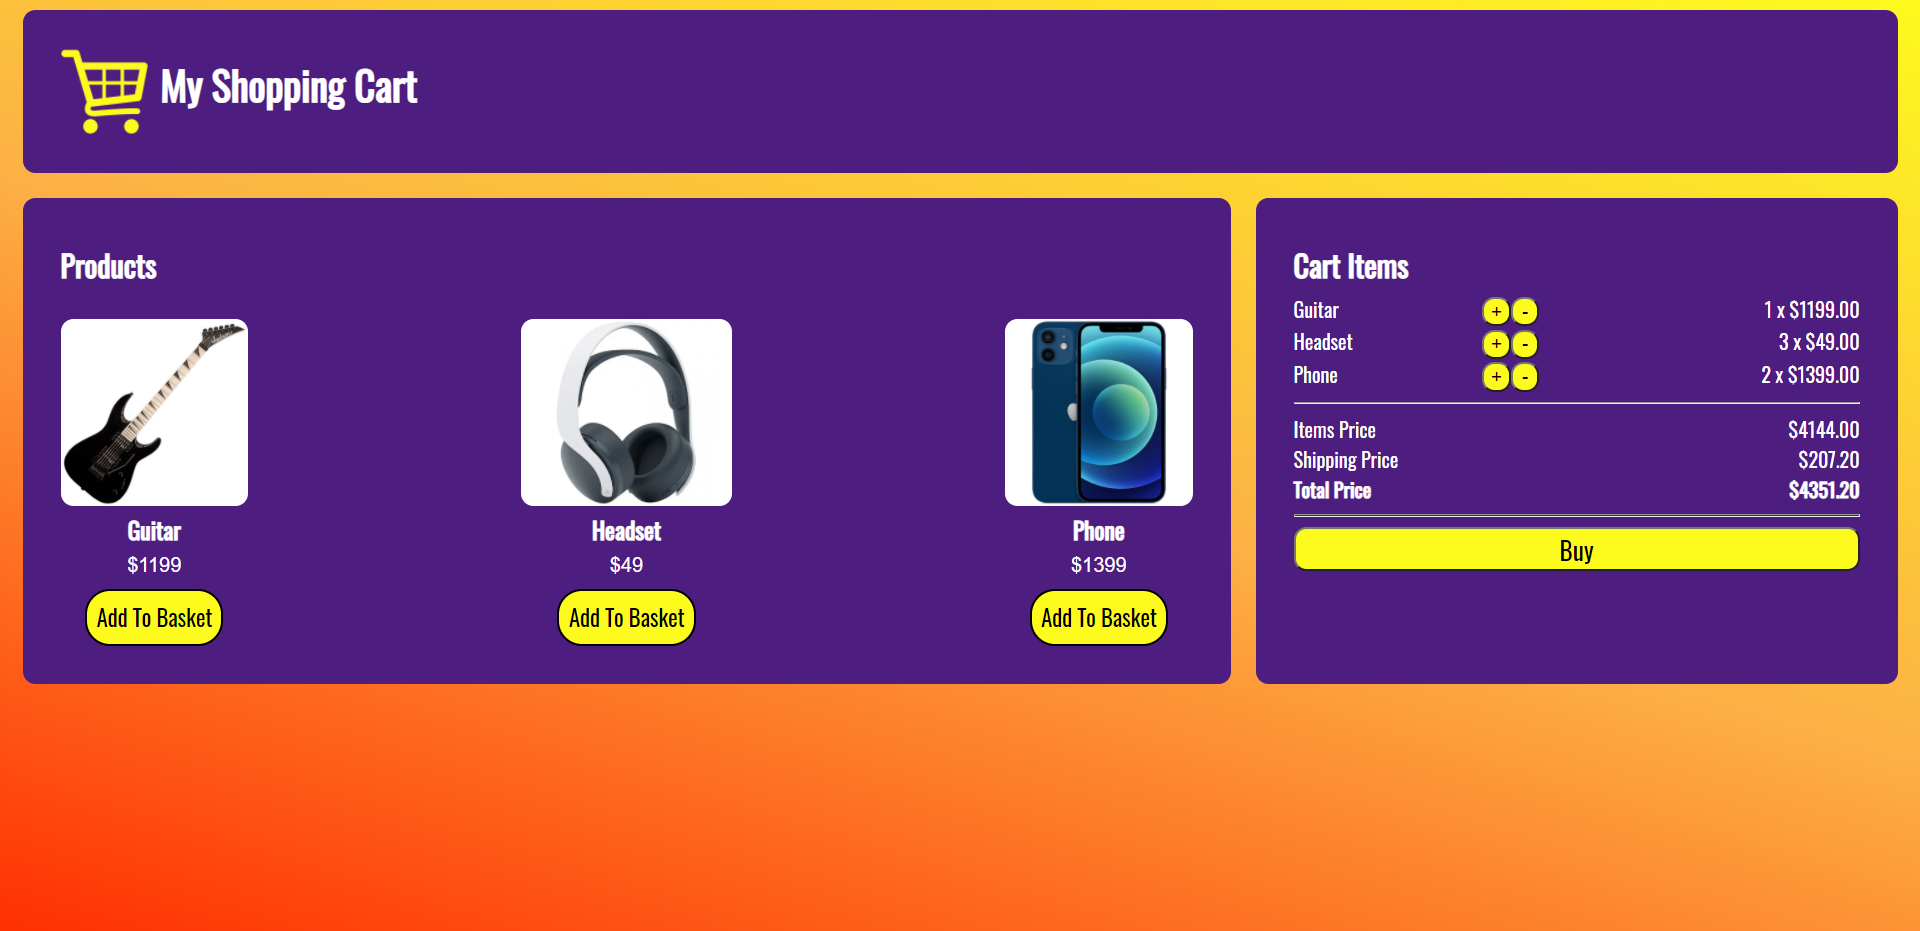 My Shopping Cart
Products
Guitar
$1199
Add To Basket
Headset
$49
Add To Basket
Phone
$1399
Add To Basket
Cart Items
Guitar + - 1 x $1199.00
Headset + - 3 x $49.00
Phone + - 2 x $1399.00
Items Price $4144.00
Shipping Price $207.20
Total Price $4351.20
Buy